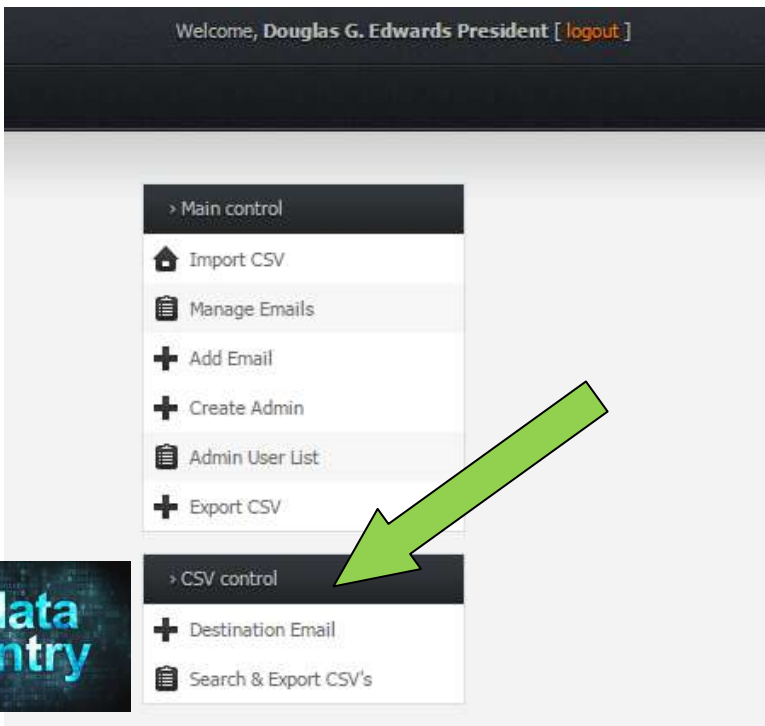 Welcome, Douglas G. Edwards President [ logout ]
› Main control
Import CSV
Manage Emails
Add Email
Create Admin
Admin User List
Export CSV
› CSV control
Destination Email
Search & Export CSV's